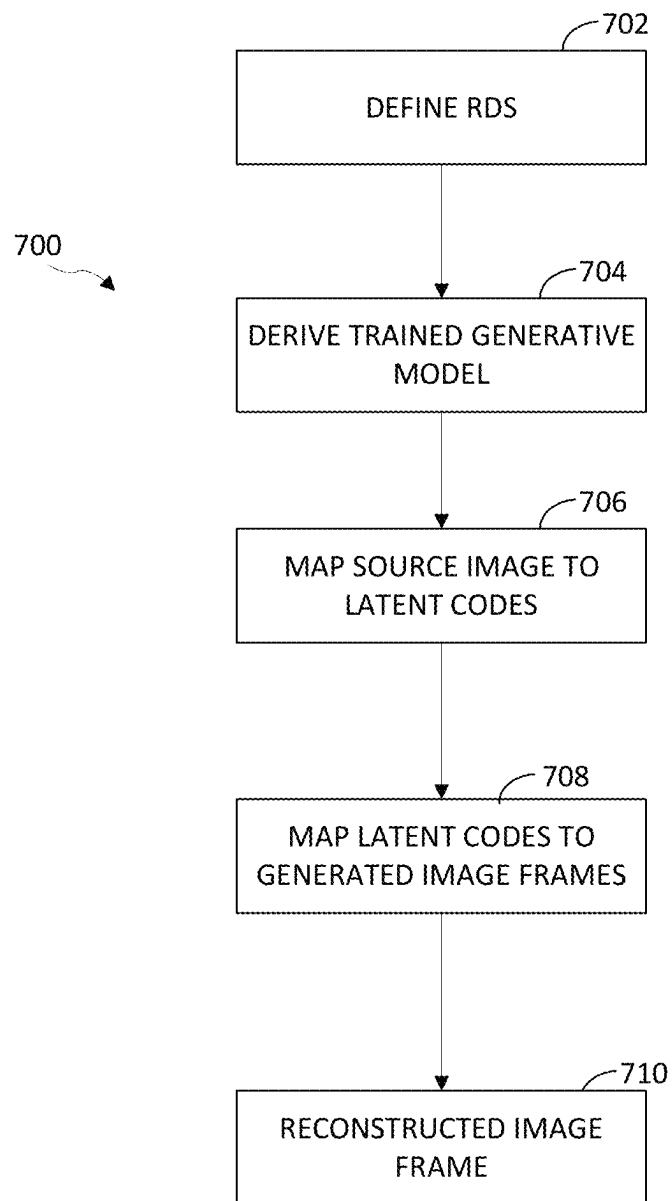 702
DEFINE RDS
700
704
DERIVE TRAINED GENERATIVE
MODEL
706
MAP SOURCE IMAGE TO
LATENT CODES
708
MAP LATENT CODES TO
GENERATED IMAGE FRAMES
710
RECONSTRUCTED IMAGE
FRAME